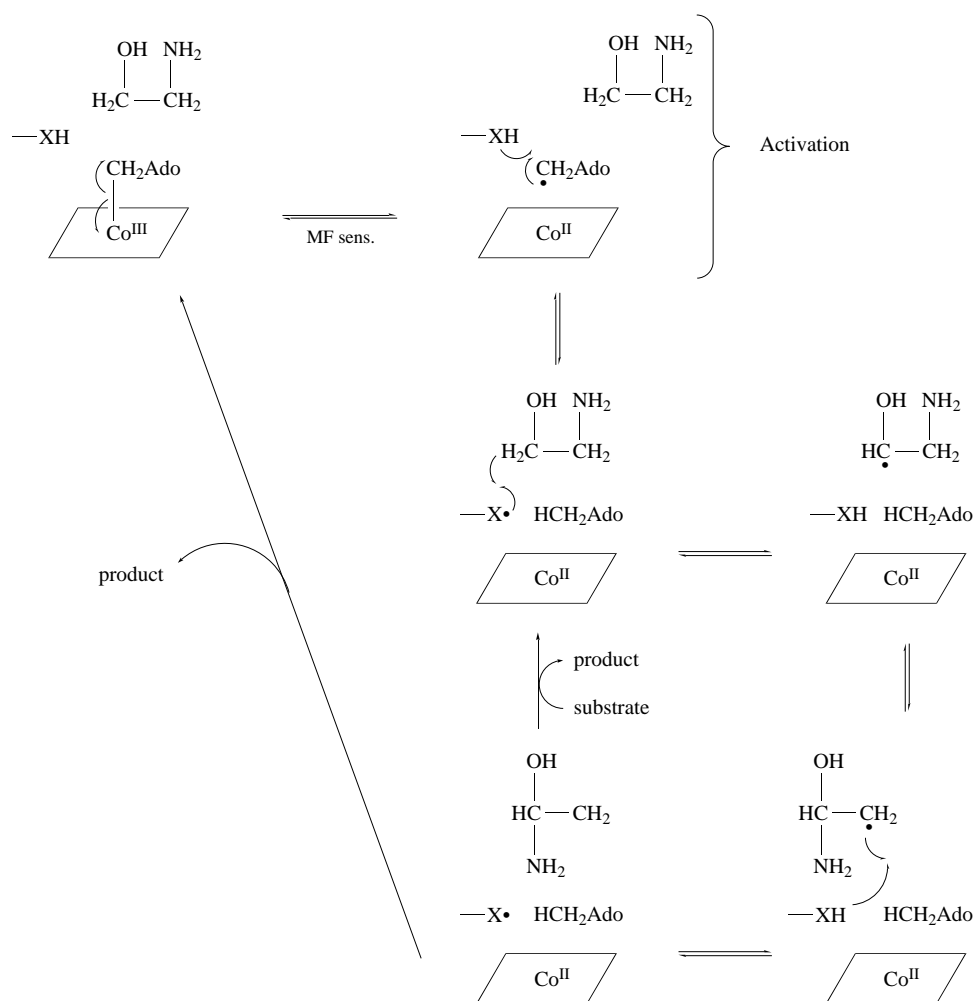 OH NH₂
H₂C CH₂
XH
CH₂Ado
Coᴵᴵᴵ
MF sens.
OH NH₂
H₂C CH₂
XH
CH₂Ado
Coᴵᴵ
Activation
OH NH₂
H₂C CH₂
X• HCH₂Ado
Coᴵᴵ
OH NH₂
HC CH₂
XH HCH₂Ado
Coᴵᴵ
product
product
substrate
OH
HC CH₂
NH₂
X• HCH₂Ado
Coᴵᴵ
OH
HC CH₂
NH₂
XH HCH₂Ado
Coᴵᴵ